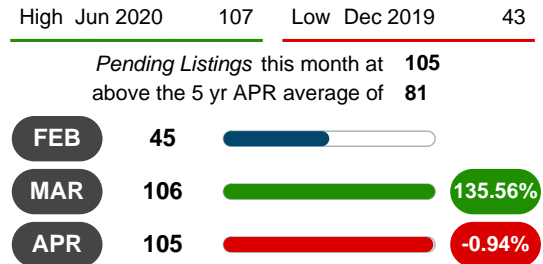 High Jun 2020 107 Low Dec 2019 43
Pending Listings this month at 105
above the 5 yr APR average of 81
FEB 45
MAR 106 135.56%
APR 105 -0.94%